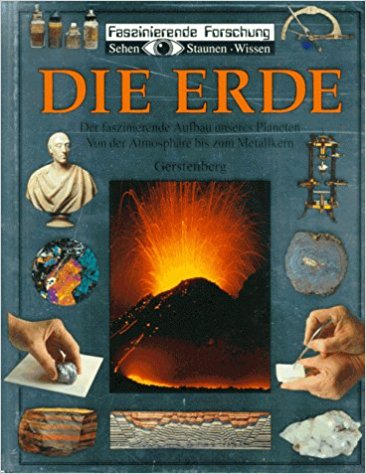 Faszinierende Forschung
Sehen Staunen · Wissen
DIE ERDE
Der faszinierende Aufbau unseres Planeten
Von der Atmosphäre bis zum Metallkern
Gerstenberg